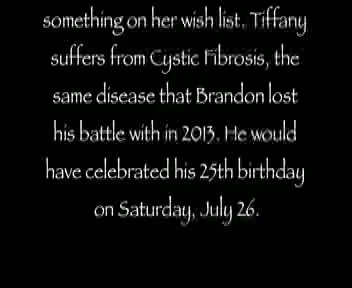 something on her wish list. Tiffany
suffers from Cystic Fibrosis, the
same disease that Brandon lost
his battle with in 2013. He would
have celebrated his 25th birthday
on Saturday, July 26.